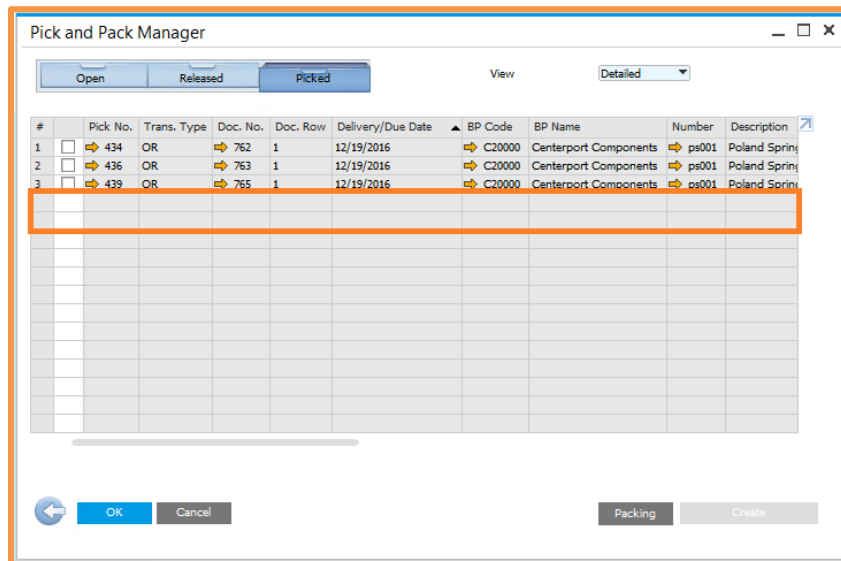 Pick and Pack Manager
Open Released Picked View Detailed
# Pick No. Trans. Type Doc. No. Doc. Row Delivery/Due Date BP Code BP Name Number Description
1 434 OR 762 1 12/19/2016 C20000 Centerport Components ps001 Poland Spring
2 436 OR 763 1 12/19/2016 C20000 Centerport Components ps001 Poland Spring
3 439 OR 765 1 12/19/2016 C20000 Centerport Components ps001 Poland Spring
OK Cancel Packing Create